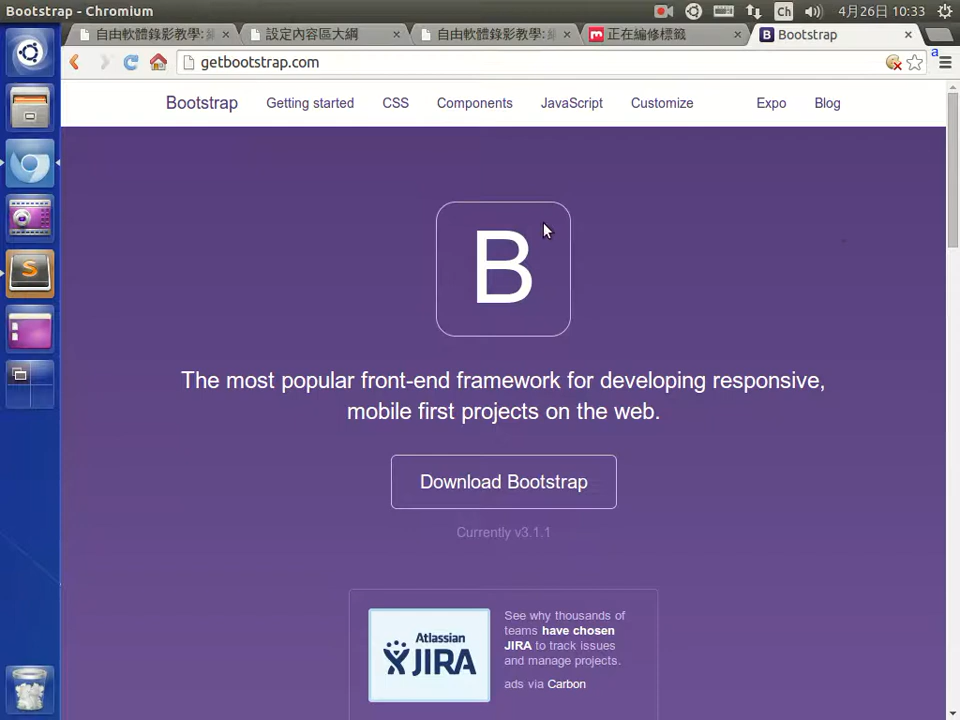 Bootstrap - Chromium
Ch
4月26日 10:33
自由軟體錄影教學:
設定內容區大綱
自由軟體錄影教學:
正在編修標籤
B Bootstrap
a
getbootstrap.com
Bootstrap Getting started CSS Components JavaScript Customize Expo Blog
B
The most popular front-end framework for developing responsive,
mobile first projects on the web.
Download Bootstrap
Currently v3.1.1
Atlassian
JIRA
See why thousands of
teams have chosen
JIRA to track issues
and manage projects.
ads via Carbon
S